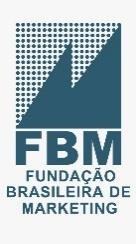 FBM
FUNDAÇÃO
BRASILEIRA DE
MARKETING